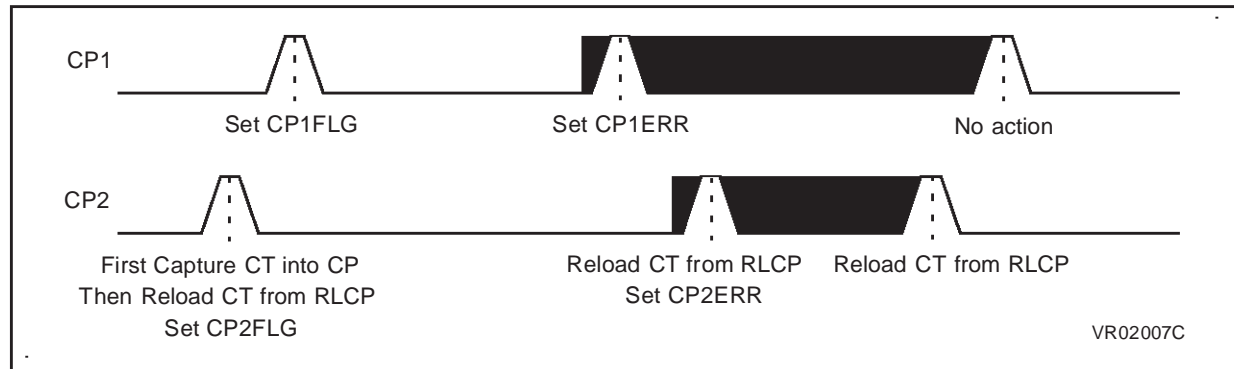 CP1
Set CP1FLG
Set CP1ERR
No action
CP2
First Capture CT into CP
Then Reload CT from RLCP
Set CP2FLG
Reload CT from RLCP
Set CP2ERR
Reload CT from RLCP
VR02007C